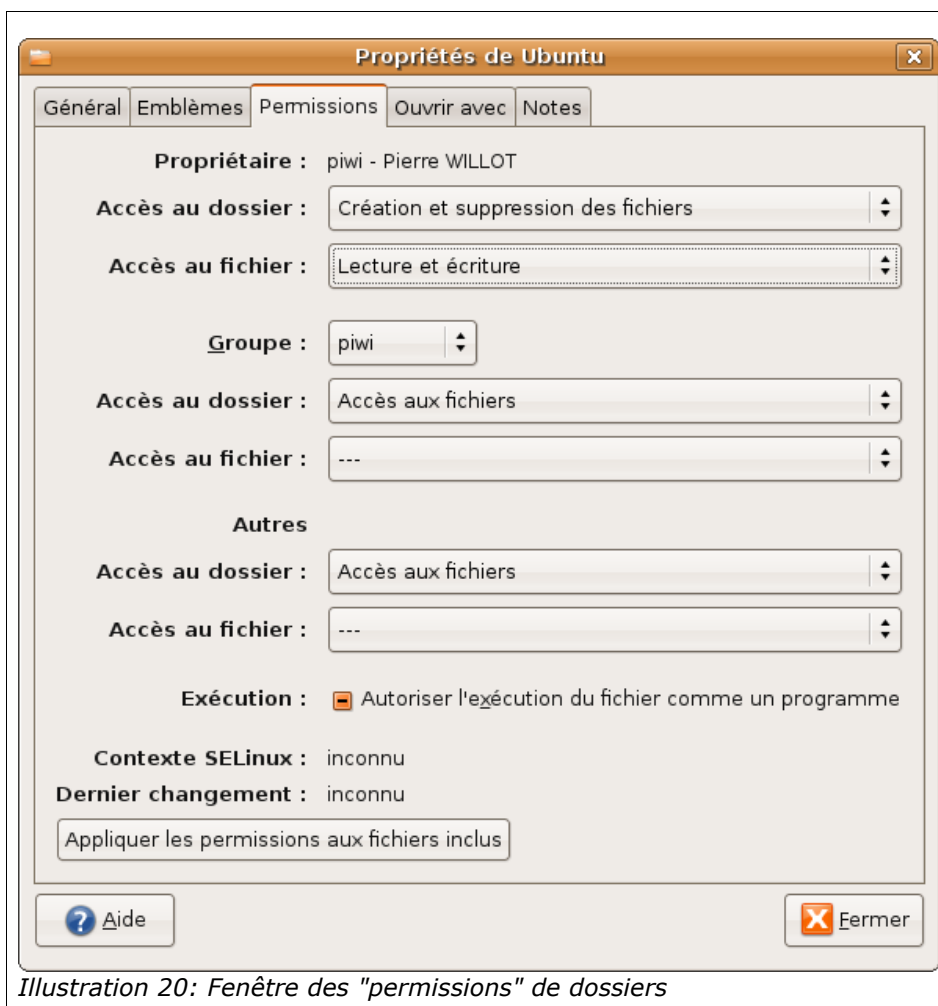 Propriétés de Ubuntu
Général Emblèmes Permissions Ouvrir avec Notes
Propriétaire : piwi - Pierre WILLOT
Accès au dossier : Création et suppression des fichiers
Accès au fichier : Lecture et écriture
Groupe : piwi
Accès au dossier : Accès aux fichiers
Accès au fichier : ---
Autres
Accès au dossier : Accès aux fichiers
Accès au fichier : ---
Exécution : Autoriser l'exécution du fichier comme un programme
Contexte SELinux : inconnu
Dernier changement : inconnu
Appliquer les permissions aux fichiers inclus
Aide Fermer
Illustration 20: Fenêtre des "permissions" de dossiers